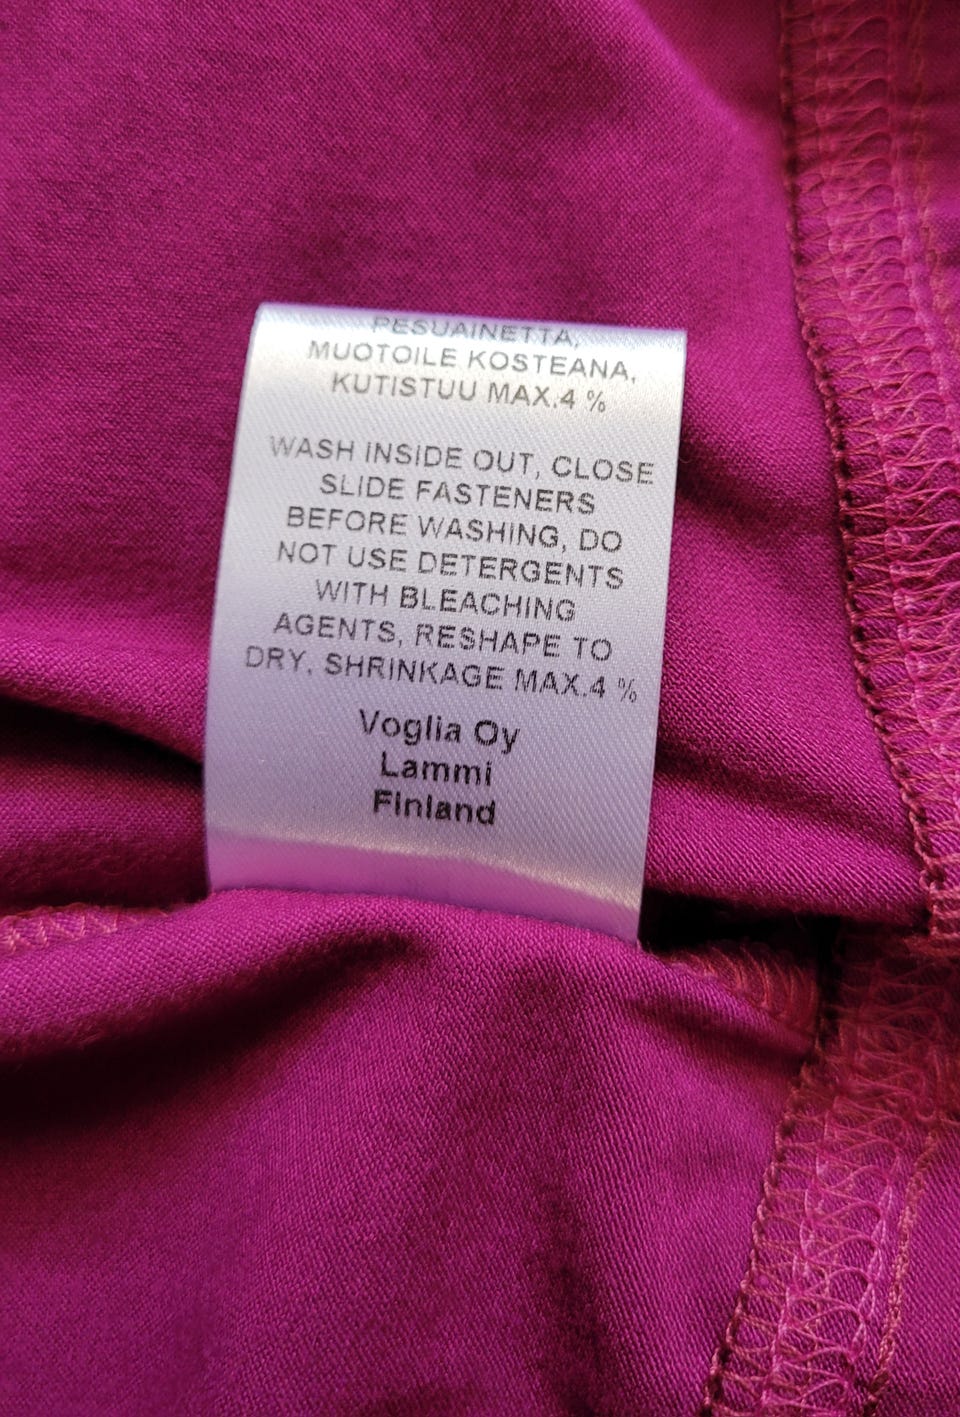 PESUAINETTA,
MUOTOILE KOSTEANA,
KUTISTUU MAX.4 %
WASH INSIDE OUT, CLOSE
SLIDE FASTENERS
BEFORE WASHING, DO
NOT USE DETERGENTS
WITH BLEACHING
AGENTS, RESHAPE TO
DRY, SHRINKAGE MAX.4 %
Voglia Oy
Lammi
Finland